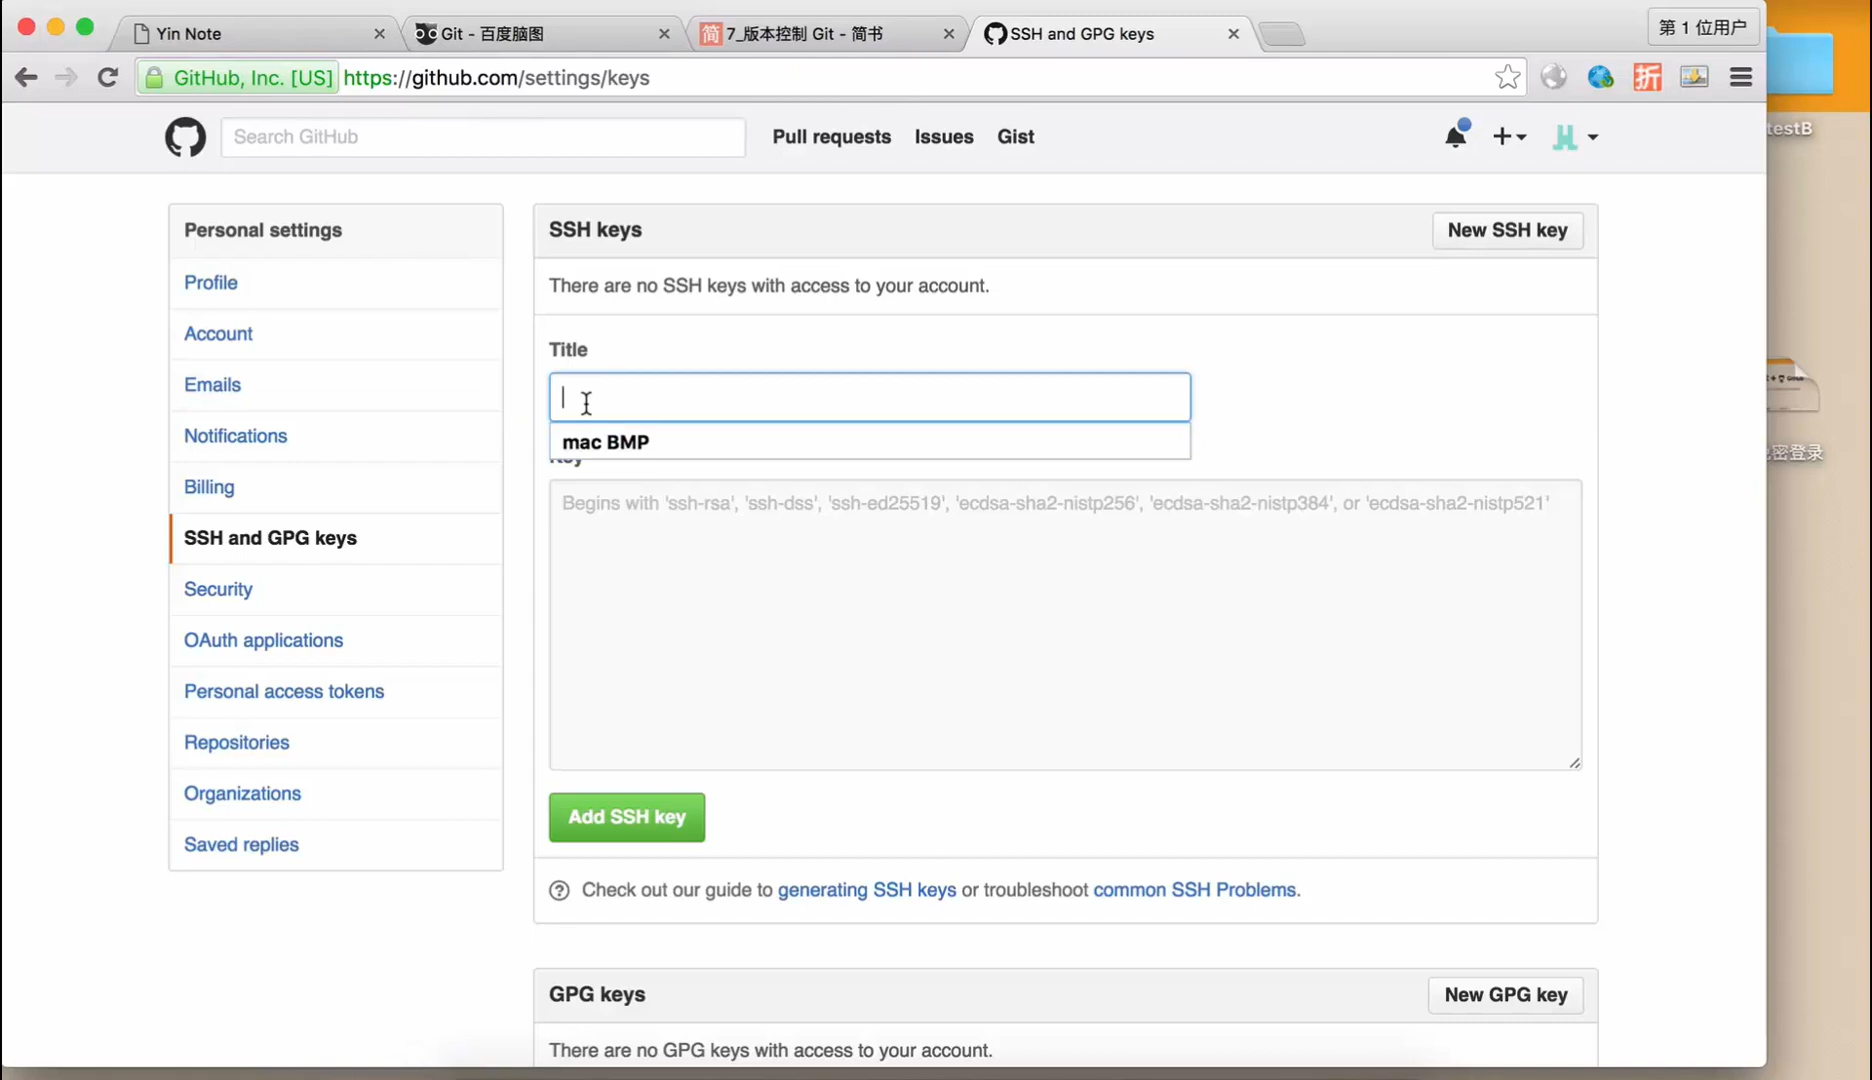 Yin Note
Git - 百度脑图
7_版本控制 Git - 简书
SSH and GPG keys
第 1 位用户
GitHub, Inc. [US]
https://github.com/settings/keys
折
testB
Search GitHub
Pull requests
Issues
Gist
Personal settings
Profile
Account
Emails
Notifications
Billing
SSH and GPG keys
Security
OAuth applications
Personal access tokens
Repositories
Organizations
Saved replies
SSH keys
New SSH key
There are no SSH keys with access to your account.
Title
mac BMP
Key
Begins with 'ssh-rsa', 'ssh-dss', 'ssh-ed25519', 'ecdsa-sha2-nistp256', 'ecdsa-sha2-nistp384', or 'ecdsa-sha2-nistp521'
Add SSH key
Check out our guide to generating SSH keys or troubleshoot common SSH Problems.
GPG keys
New GPG key
There are no GPG keys with access to your account.
密登录